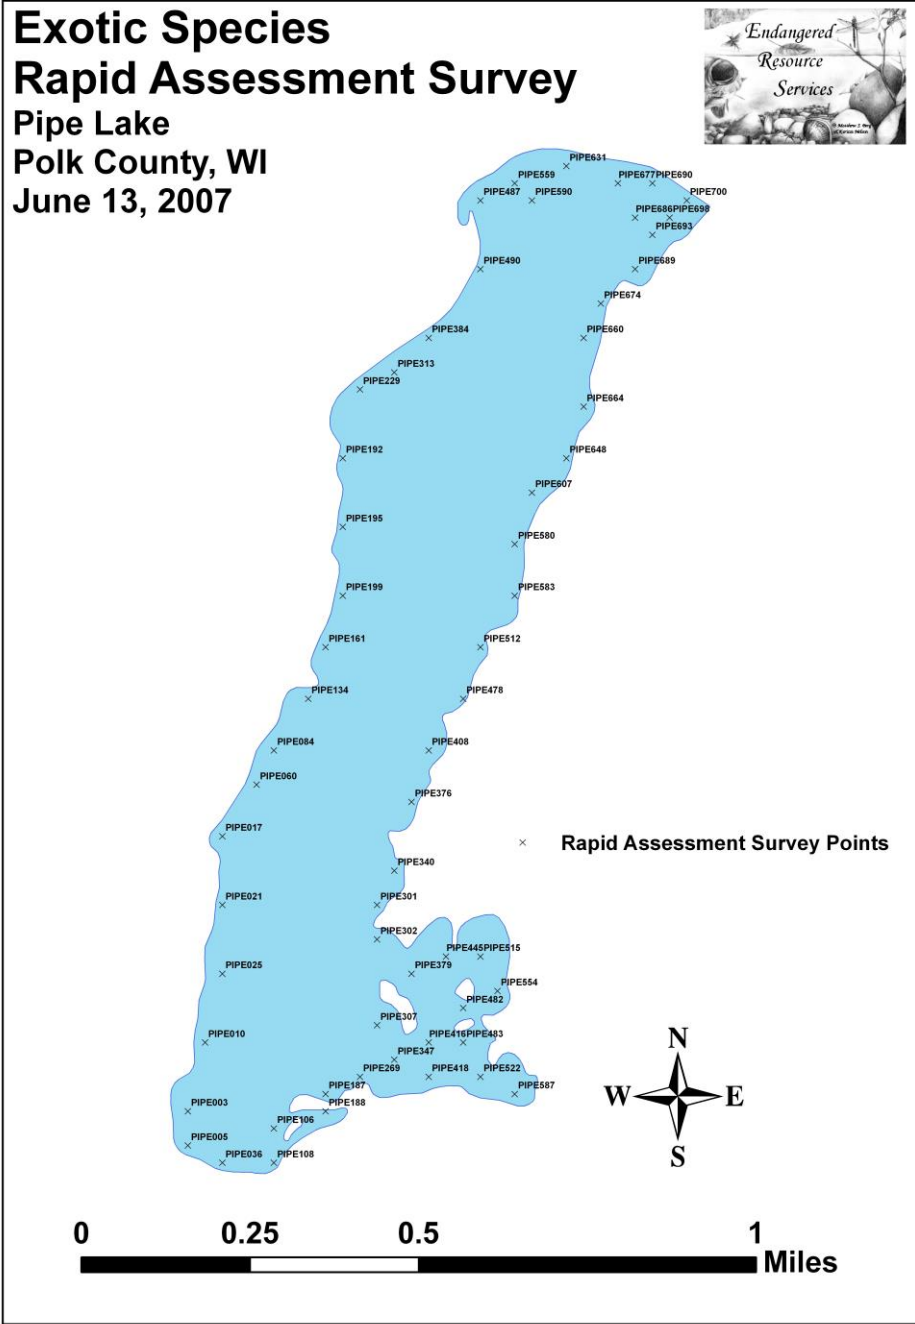 Exotic Species
Rapid Assessment Survey
Pipe Lake
Polk County, WI
June 13, 2007
Endangered
Resource
Services
PIPE631
PIPE559
PIPE677 PIPE690
PIPE487
PIPE590
PIPE700
PIPE686 PIPE698
PIPE693
PIPE490
PIPE689
PIPE674
PIPE384
PIPE660
PIPE313
PIPE229
PIPE664
PIPE192
PIPE648
PIPE607
PIPE195
PIPE580
PIPE199
PIPE583
PIPE161
PIPE512
PIPE134
PIPE478
PIPE084
PIPE408
PIPE060
PIPE376
PIPE017
Rapid Assessment Survey Points
PIPE340
PIPE021
PIPE301
PIPE302
PIPE445 PIPE515
PIPE025
PIPE379
PIPE554
PIPE482
PIPE307
PIPE010
PIPE416 PIPE483
PIPE347
PIPE269
PIPE418
PIPE522
PIPE187
PIPE587
PIPE003
PIPE188
PIPE106
PIPE005
PIPE036
PIPE108
N
W
E
S
0
0.25
0.5
1
Miles